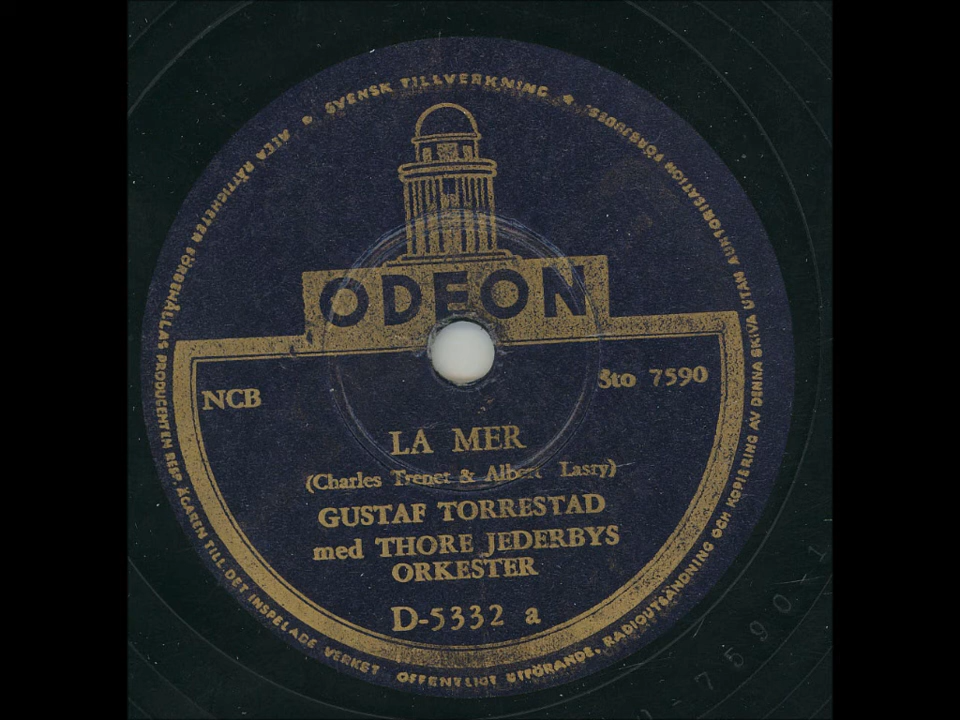 SVENSK TILLVERKNING
ALLA RÄTTIGHETER FÖRBEHÅLLAS PRODUCENTEN RESP. ÄGAREN TILL DET INSPELADE VERKET
OFFENTLIGT UTFÖRANDE, RADIOUTSÄNDNING OCH KOPIERING AV DENNA SKIVA UTAN AUKTORISATION FÖRBJUDES
ODEON
NCB
Sto 7590
LA MER
(Charles Trenet & Albert Lasry)
GUSTAF TORRESTAD
med THORE JEDERBYS
ORKESTER
D-5332 a